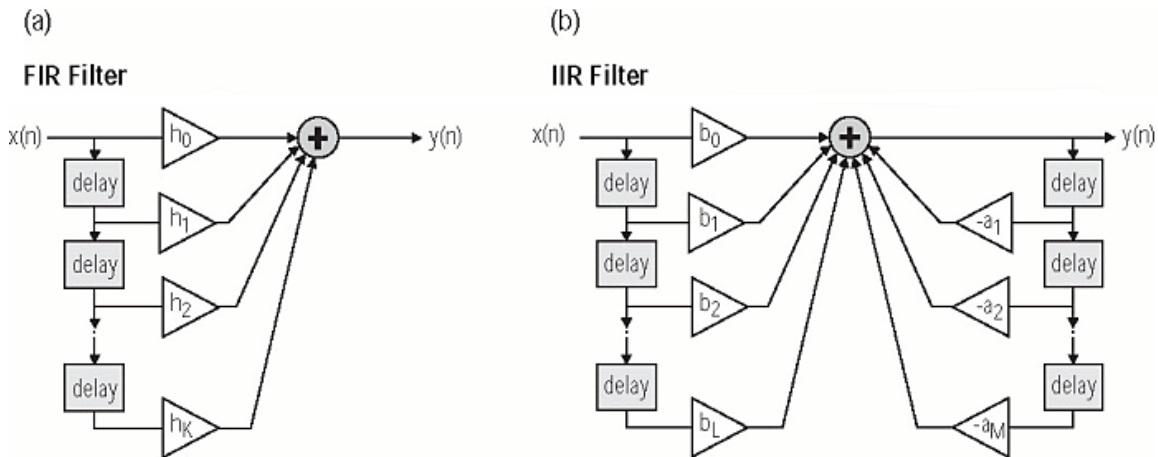 (a)
FIR Filter
x(n)
h0
y(n)
delay
h1
delay
h2
delay
hK
(b)
IIR Filter
x(n)
b0
y(n)
delay
delay
b1
-a1
delay
delay
b2
-a2
delay
delay
bL
-aM